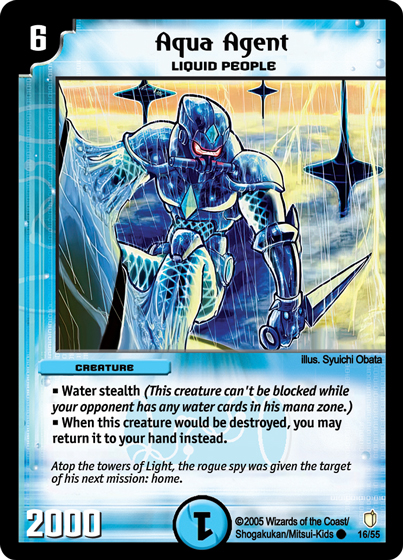 6
Aqua Agent
LIQUID PEOPLE
illus. Syuichi Obata
CREATURE
▪ Water stealth (This creature can't be blocked while
your opponent has any water cards in his mana zone.)
▪ When this creature would be destroyed, you may
return it to your hand instead.
Atop the towers of Light, the rogue spy was given the target
of his next mission: home.
2000
1
©2005 Wizards of the Coast/
Shogakukan/Mitsui-Kids ● 16/55